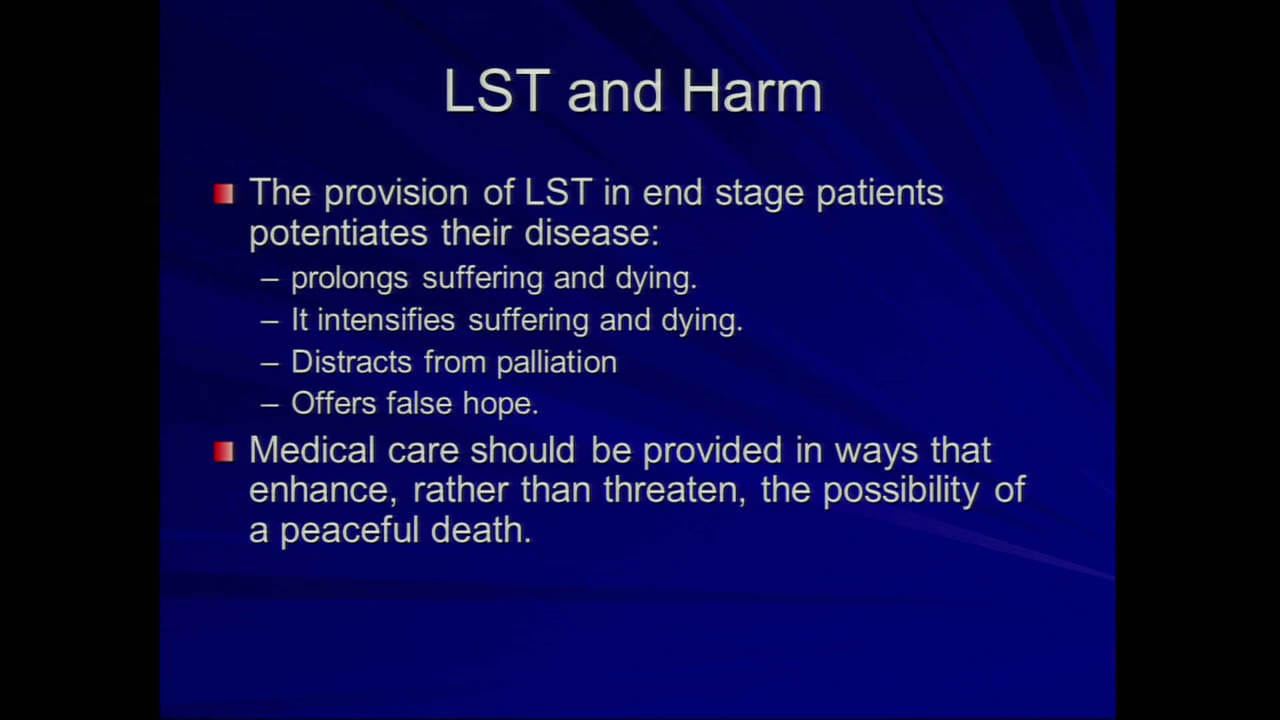 LST and Harm
The provision of LST in end stage patients
potentiates their disease:
– prolongs suffering and dying.
– It intensifies suffering and dying.
– Distracts from palliation
– Offers false hope.
Medical care should be provided in ways that
enhance, rather than threaten, the possibility of
a peaceful death.